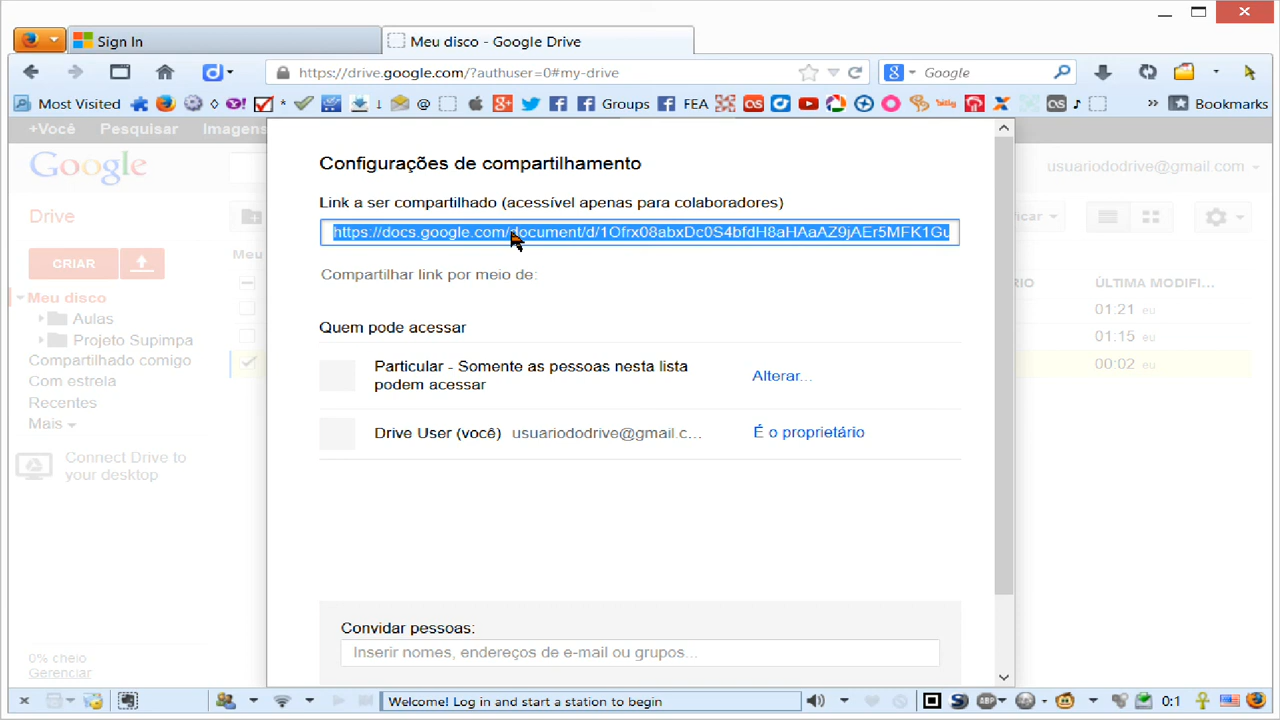 Sign In
Meu disco - Google Drive
https://drive.google.com/?authuser=0#my-drive
Google
Most Visited
Groups
FEA
Bookmarks
+Você Pesquisar Imagens
Google
usuariododrive@gmail.com
Drive
CRIAR
Meu
Meu disco
Aulas
Projeto Supimpa
Compartilhado comigo
Com estrela
Recentes
Mais
Connect Drive to
your desktop
0% cheio
Gerenciar
Configurações de compartilhamento
Link a ser compartilhado (acessível apenas para colaboradores)
https://docs.google.com/document/d/1Ofrx08abxDc0S4bfdH8aHAaAZ9jAEr5MFK1Gu
Compartilhar link por meio de:
Quem pode acessar
Particular - Somente as pessoas nesta lista
podem acessar
Alterar...
Drive User (você) usuariododrive@gmail.c...
É o proprietário
Convidar pessoas:
Inserir nomes, endereços de e-mail ou grupos...
ÚLTIMA MODIFI...
01:21 eu
01:15 eu
00:02 eu
Welcome! Log in and start a station to begin
0:1